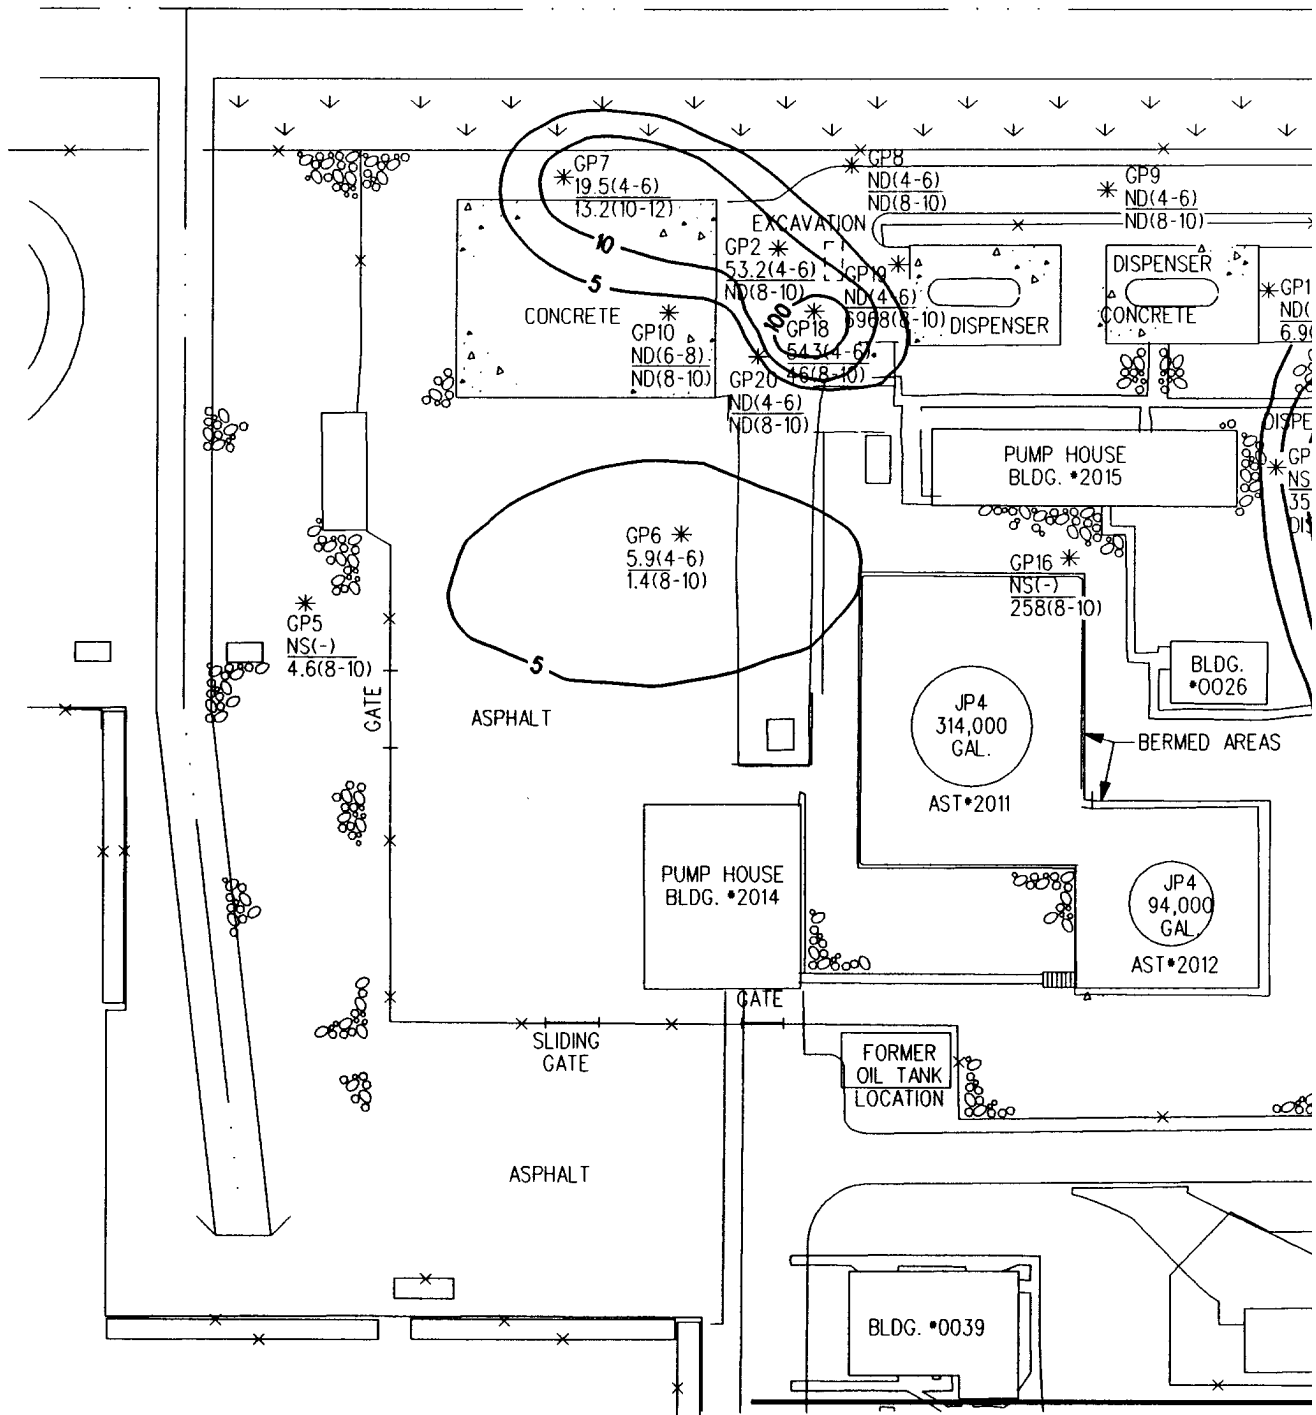 GP7
19.5(4-6)
13.2(10-12)
GP8
ND(4-6)
ND(8-10)
GP9
ND(4-6)
ND(8-10)
EXCAVATION
GP2
53.2(4-6)
ND(8-10)
GP19
ND(4-6)
6968(8-10)
DISPENSER
DISPENSER
CONCRETE
10
5
CONCRETE
GP10
ND(6-8)
ND(8-10)
100
GP18
543(4-6)
46(8-10)
GP20
ND(4-6)
ND(8-10)
PUMP HOUSE
BLDG. *2015
GP6
5.9(4-6)
1.4(8-10)
5
GP16
NS(-)
258(8-10)
GP5
NS(-)
4.6(8-10)
GATE
ASPHALT
BLDG.
*0026
JP4
314,000
GAL.
AST*2011
BERMED AREAS
PUMP HOUSE
BLDG. *2014
JP4
94,000
GAL.
AST*2012
GATE
SLIDING
GATE
FORMER
OIL TANK
LOCATION
ASPHALT
BLDG. *0039